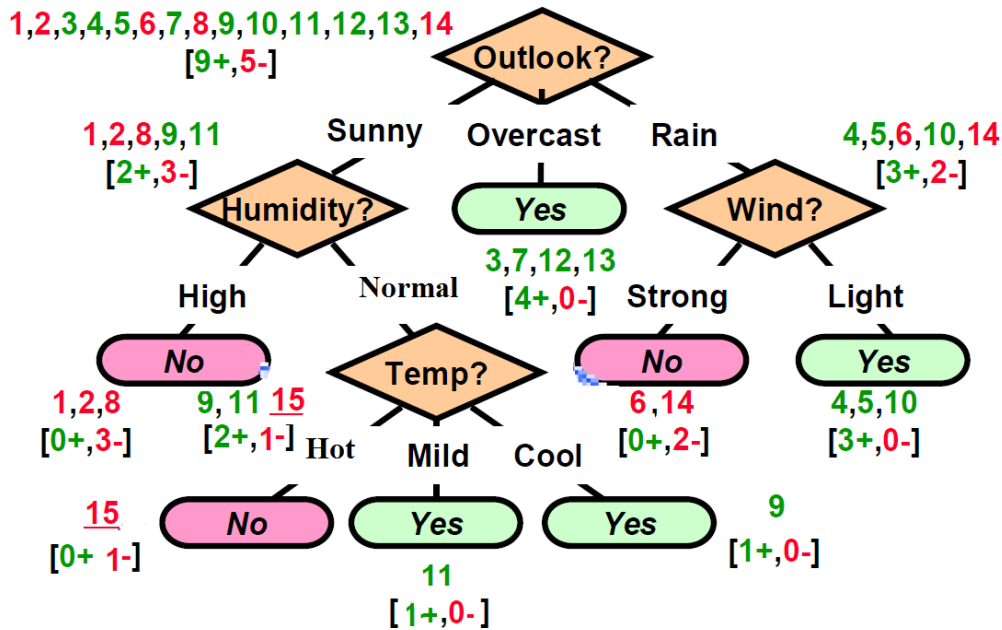 1,2,3,4,5,6,7,8,9,10,11,12,13,14
[9+,5-]
Outlook?
Sunny
Overcast
Rain
1,2,8,9,11
[2+,3-]
4,5,6,10,14
[3+,2-]
Humidity?
Yes
Wind?
3,7,12,13
[4+,0-]
High
Normal
Strong
Light
No
Temp?
No
Yes
1,2,8
[0+,3-]
9,11 15
[2+,1-]
6,14
[0+,2-]
4,5,10
[3+,0-]
Hot
Mild
Cool
15
[0+ 1-]
No
Yes
Yes
9
[1+,0-]
11
[1+,0-]